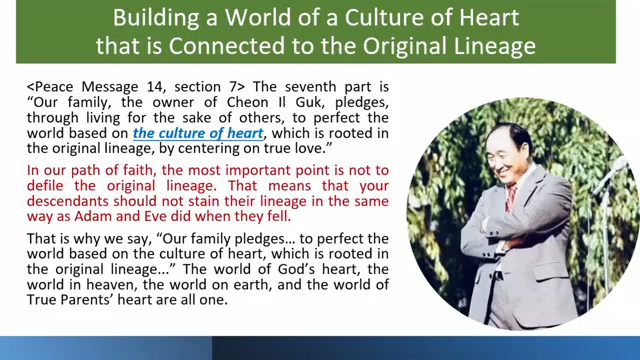 Building a World of a Culture of Heart
that is Connected to the Original Lineage
<Peace Message 14, section 7> The seventh part is
“Our family, the owner of Cheon Il Guk, pledges,
through living for the sake of others, to perfect the
world based on the culture of heart, which is rooted in
the original lineage, by centering on true love.”
In our path of faith, the most important point is not to
defile the original lineage. That means that your
descendants should not stain their lineage in the same
way as Adam and Eve did when they fell.
That is why we say, “Our family pledges... to perfect the
world based on the culture of heart, which is rooted in
the original lineage...” The world of God’s heart, the
world in heaven, the world on earth, and the world of
True Parents’ heart are all one.